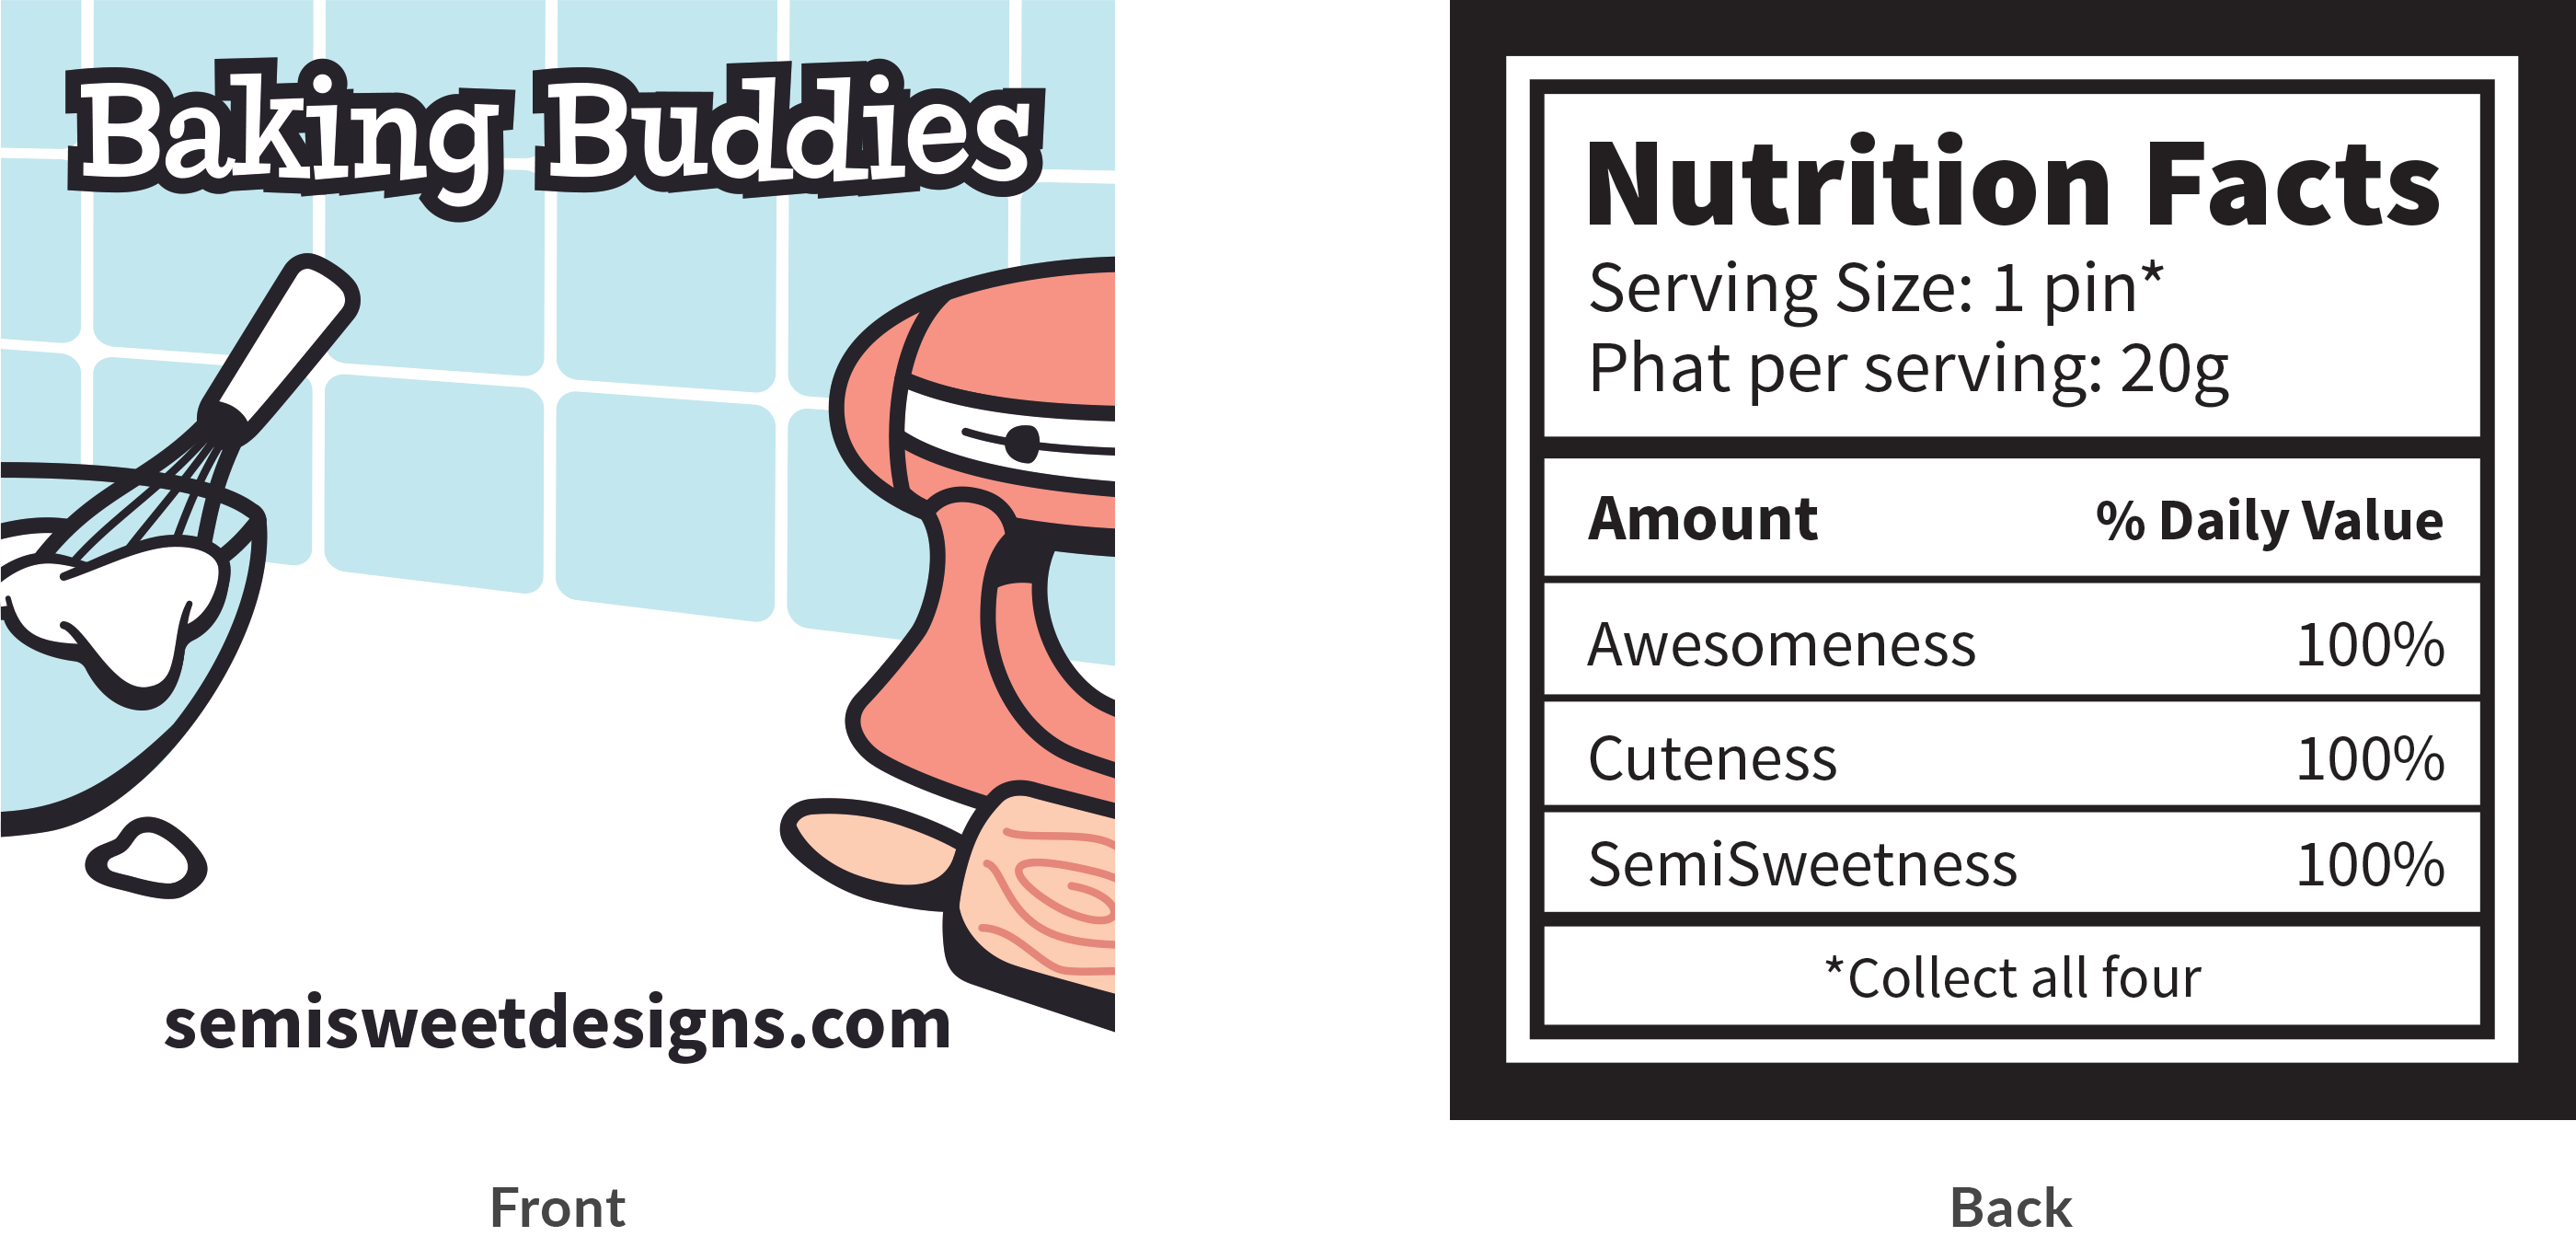 Baking Buddies
semisweetdesigns.com
Front
Nutrition Facts
Serving Size: 1 pin*
Phat per serving: 20g
Amount % Daily Value
Awesomeness 100%
Cuteness 100%
SemiSweetness 100%
*Collect all four
Back